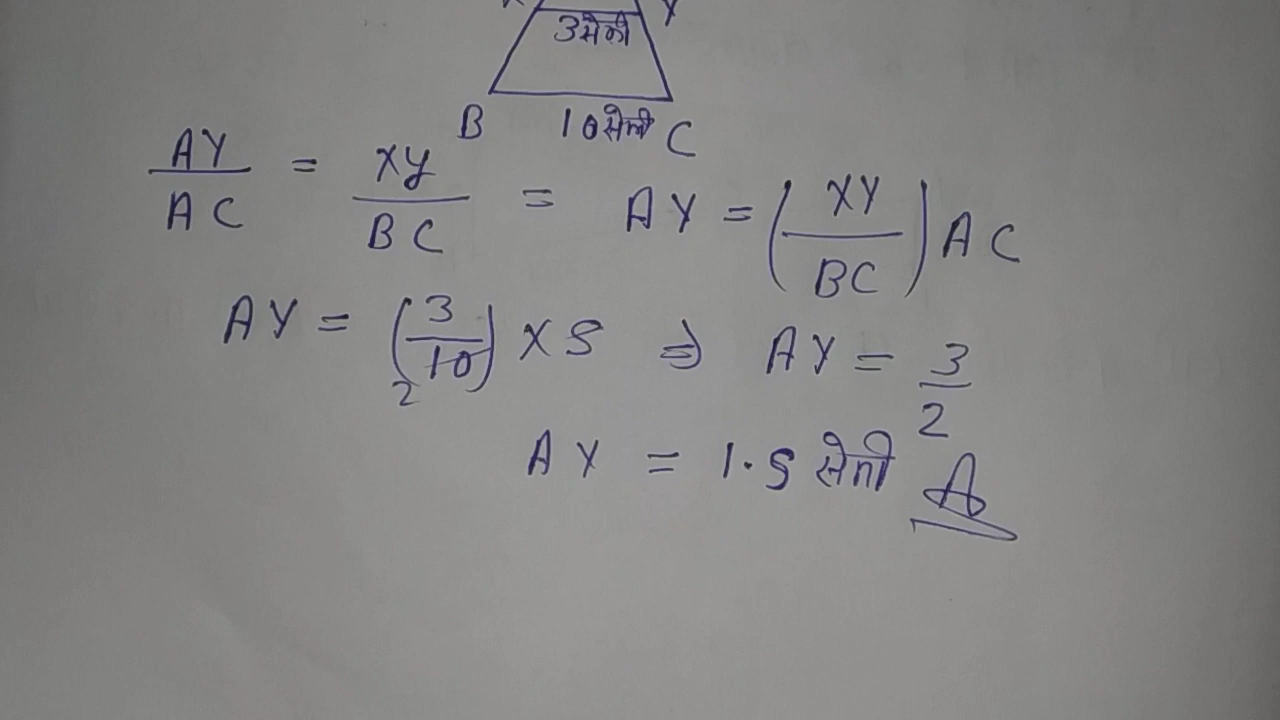 Y
3सेमी
B 10सेमी C
AY/AC = XY/BC = AY = (XY/BC) AC
AY = (3/10) × 5 ⇒ AY = 3/2
2
AY = 1.5 सेमी A